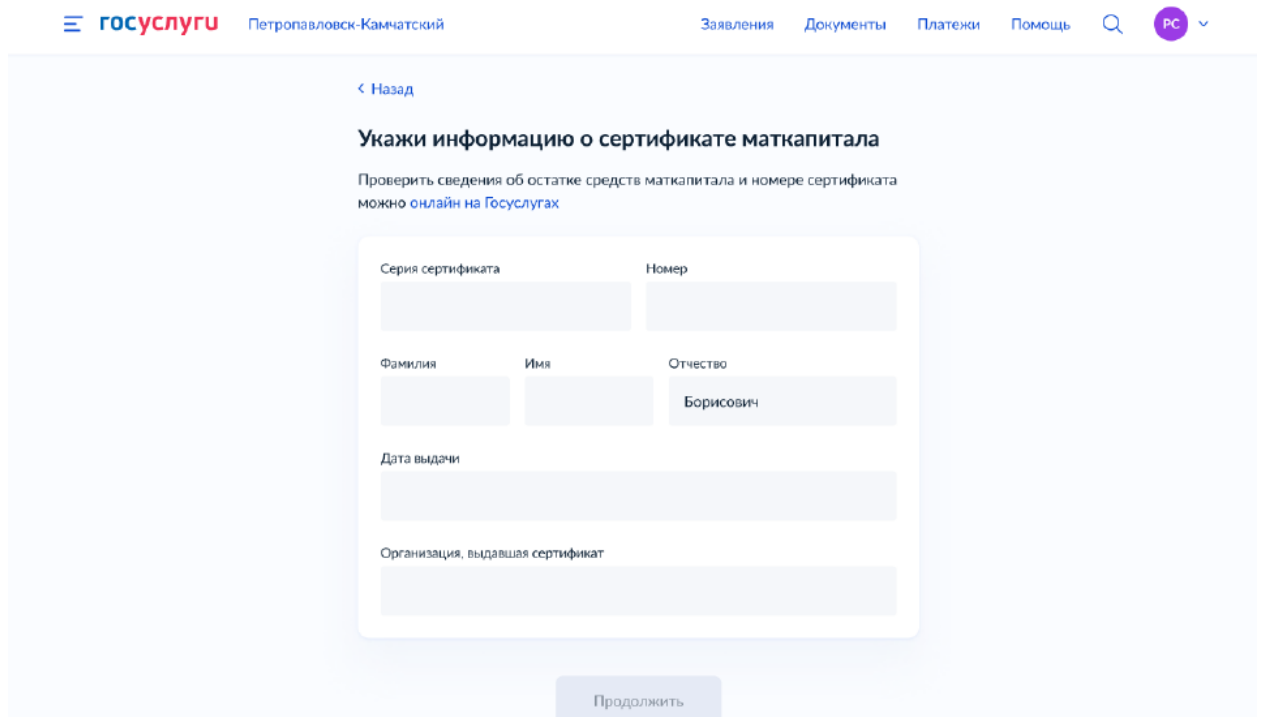 госуслуги Петропавловск-Камчатский Заявления Документы Платежи Помощь РС
Назад
Укажи информацию о сертификате маткапитала
Проверить сведения об остатке средств маткапитала и номере сертификата
можно онлайн на Госуслугах
Серия сертификата Номер
Фамилия Имя Отчество
Борисович
Дата выдачи
Организация, выдавшая сертификат
Продолжить